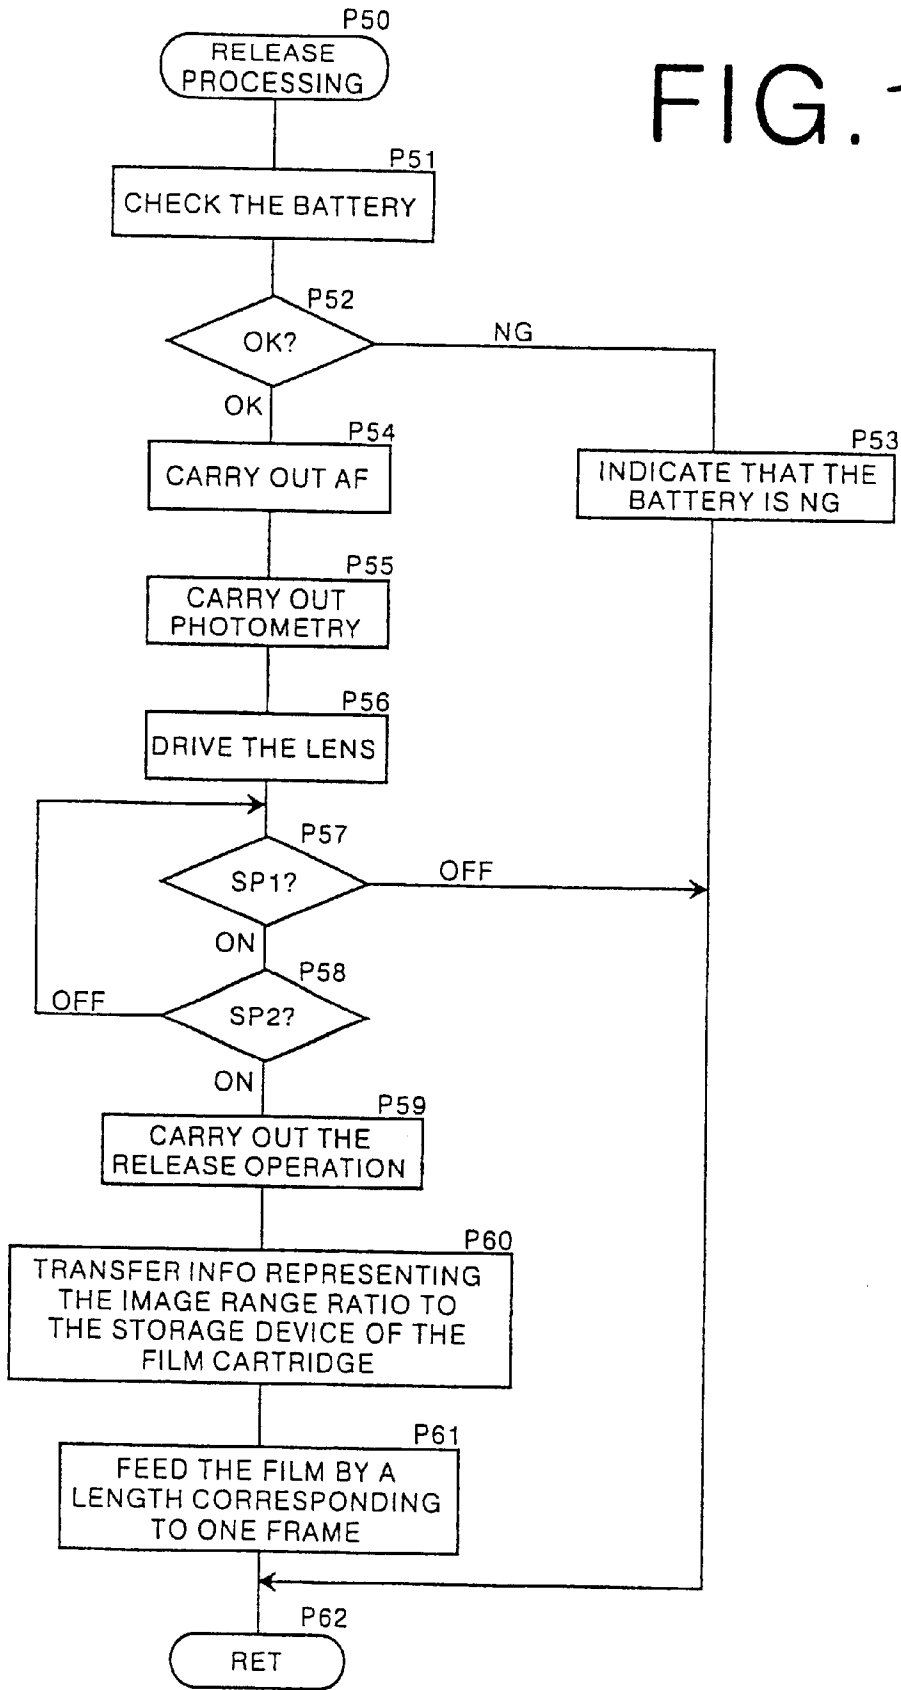 P50
RELEASE
PROCESSING
FIG.
P51
CHECK THE BATTERY
P52
OK?
NG
OK
P54
CARRY OUT AF
P53
INDICATE THAT THE
BATTERY IS NG
P55
CARRY OUT
PHOTOMETRY
P56
DRIVE THE LENS
P57
SP1?
OFF
ON
P58
SP2?
OFF
ON
P59
CARRY OUT THE
RELEASE OPERATION
P60
TRANSFER INFO REPRESENTING
THE IMAGE RANGE RATIO TO
THE STORAGE DEVICE OF THE
FILM CARTRIDGE
P61
FEED THE FILM BY A
LENGTH CORRESPONDING
TO ONE FRAME
P62
RET